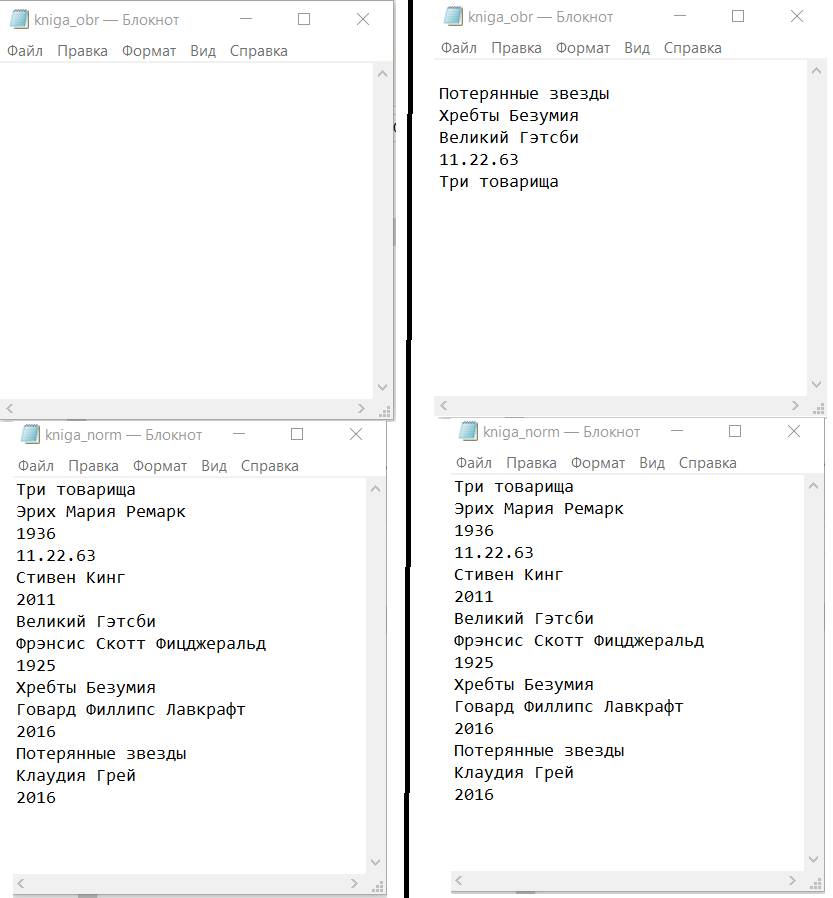 kniga_obr — Блокнот
Файл Правка Формат Вид Справка
kniga_obr — Блокнот
Файл Правка Формат Вид Справка
Потерянные звезды
Хребты Безумия
Великий Гэтсби
11.22.63
Три товарища
kniga_norm — Блокнот
Файл Правка Формат Вид Справка
Три товарища
Эрих Мария Ремарк
1936
11.22.63
Стивен Кинг
2011
Великий Гэтсби
Фрэнсис Скотт Фицджеральд
1925
Хребты Безумия
Говард Филлипс Лавкрафт
2016
Потерянные звезды
Клаудия Грей
2016
kniga_norm — Блокнот
Файл Правка Формат Вид Справка
Три товарища
Эрих Мария Ремарк
1936
11.22.63
Стивен Кинг
2011
Великий Гэтсби
Фрэнсис Скотт Фицджеральд
1925
Хребты Безумия
Говард Филлипс Лавкрафт
2016
Потерянные звезды
Клаудия Грей
2016